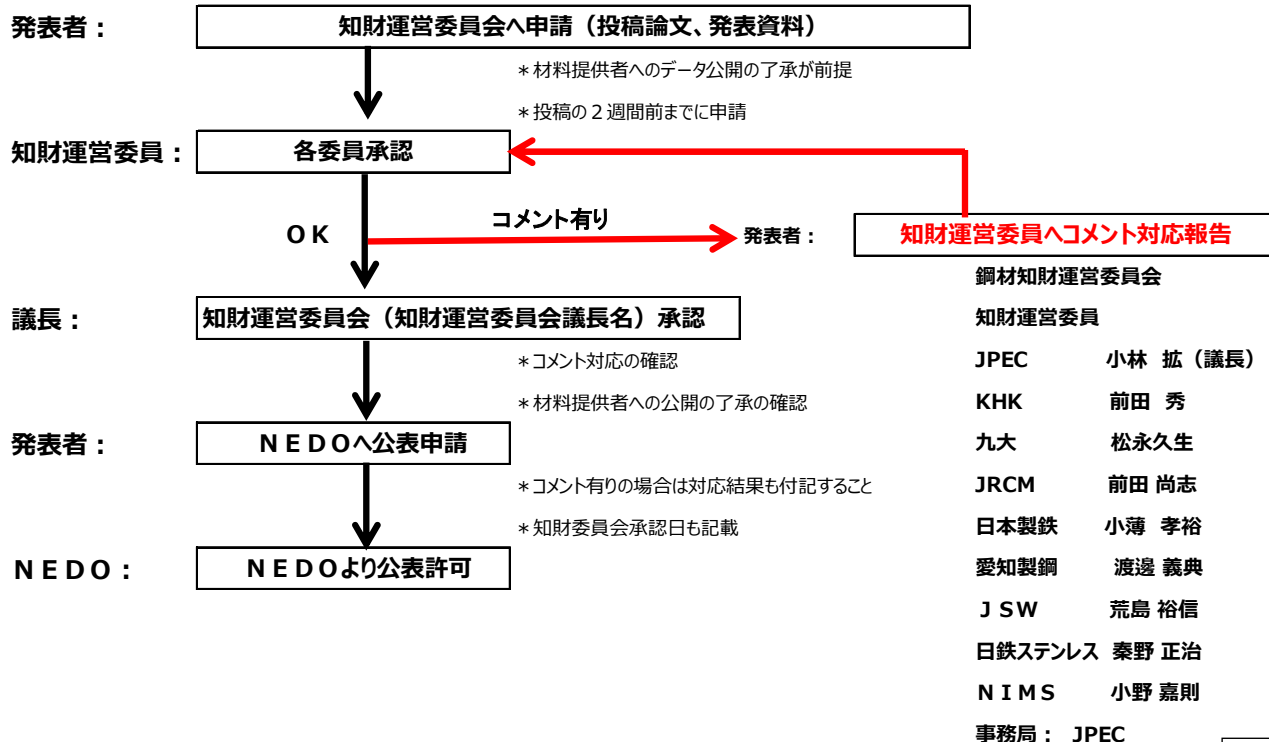 発表者： 知財運営委員会へ申請（投稿論文、発表資料）
＊材料提供者へのデータ公開の了承が前提
＊投稿の２週間前までに申請
知財運営委員： 各委員承認
ＯＫ コメント有り 発表者： 知財運営委員へコメント対応報告
鋼材知財運営委員会
議長： 知財運営委員会（知財運営委員会議長名）承認 知財運営委員
＊コメント対応の確認 JPEC 小林 拡（議長）
＊材料提供者への公開の了承の確認 KHK 前田 秀
発表者： ＮＥＤＯへ公表申請 九大 松永久生
＊コメント有りの場合は対応結果も付記すること JRCM 前田 尚志
＊知財委員会承認日も記載 日本製鉄 小薄 孝裕
ＮＥＤＯ： ＮＥＤＯより公表許可 愛知製鋼 渡邊 義典
ＪＳＷ 荒島 裕信
日鉄ステンレス 秦野 正治
ＮＩＭＳ 小野 嘉則
事務局： JPEC